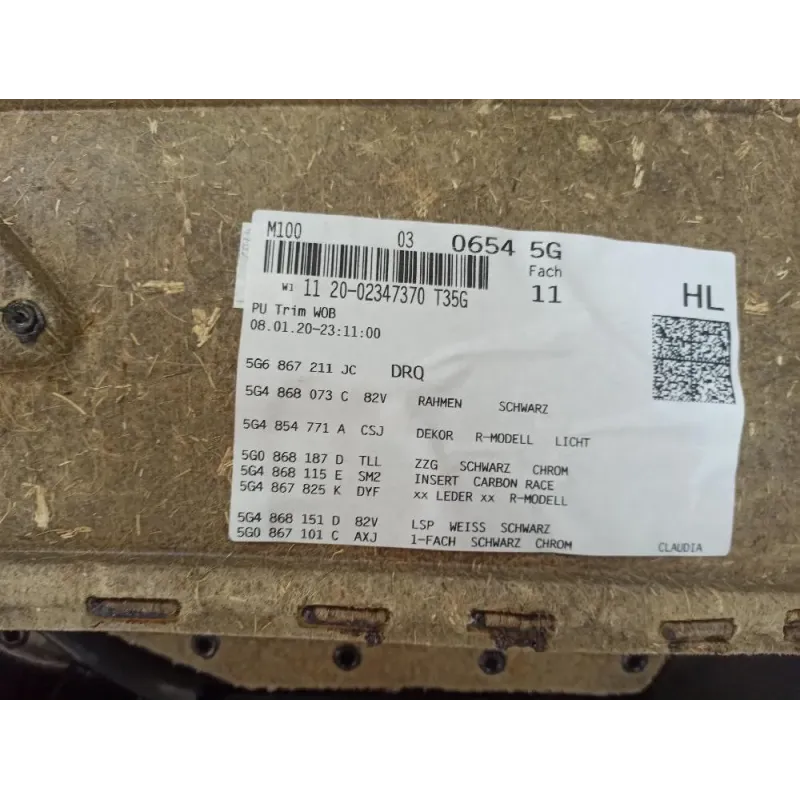 M100 03 0654 5G
Fach
W1 11 20-02347370 T35G 11 HL
PU Trim WOB
08.01.20-23:11:00
5G6 867 211 JC DRQ
5G4 868 073 C 82V RAHMEN SCHWARZ
5G4 854 771 A CSJ DEKOR R-MODELL LICHT
5G0 868 187 D TLL ZZG SCHWARZ CHROM
5G4 868 115 E SM2 INSERT CARBON RACE
5G4 867 825 K DYF xx LEDER xx R-MODELL
5G4 868 151 D 82V LSP WEISS SCHWARZ
5G0 867 101 C AXJ 1-FACH SCHWARZ CHROM
CLAUDIA